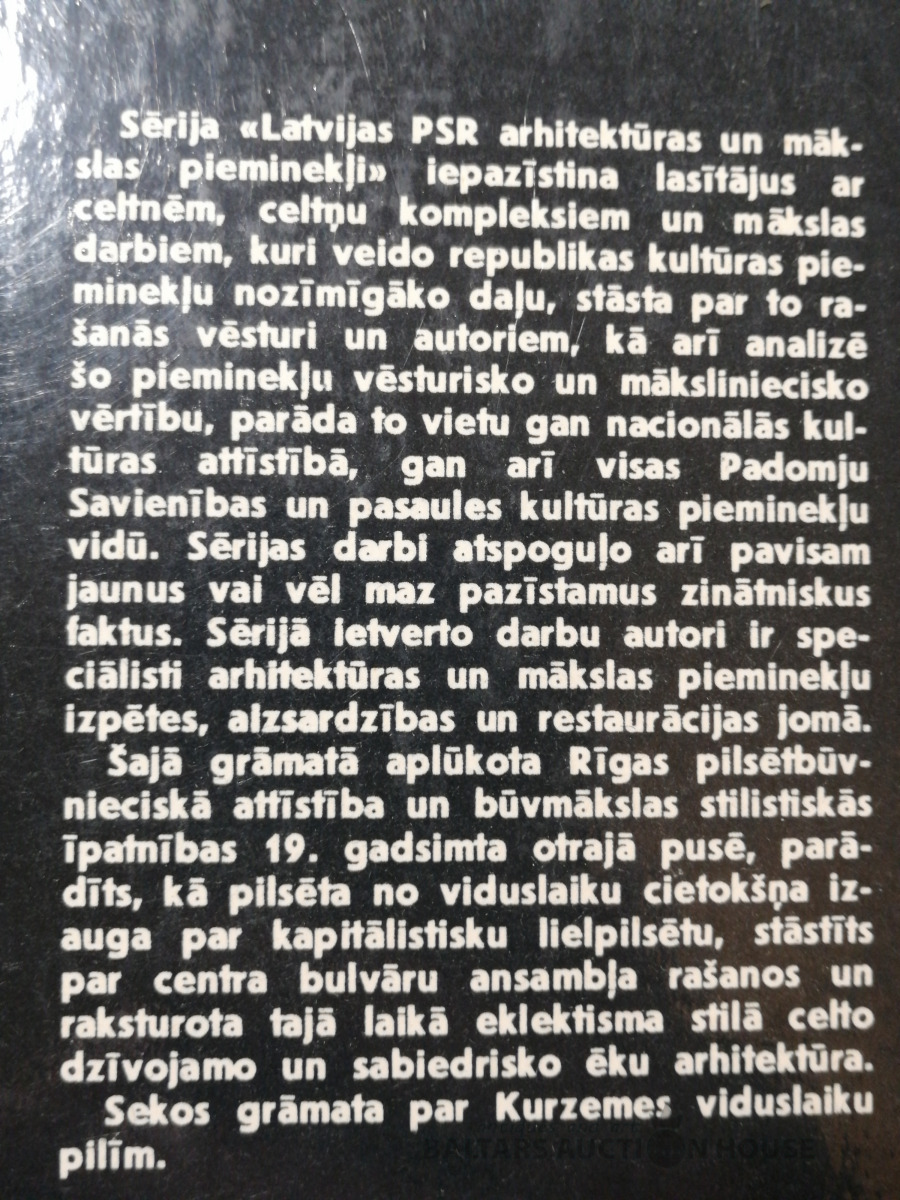 Sērija «Latvijas PSR arhitektūras un māk-
slas pieminekļi» iepazīstina lasītājus ar
celtnēm, celtņu kompleksiem un mākslas
darbiem, kuri veido republikas kultūras pie-
minekļu nozīmīgāko daļu, stāsta par to ra-
šanās vēsturi un autoriem, kā arī analizē
šo pieminekļu vēsturisko un māksliniecisko
vērtību, parāda to vietu gan nacionālās kul-
tūras attīstībā, gan arī visas Padomju
Savienības un pasaules kultūras pieminekļu
vidū. Sērijas darbi atspoguļo arī pavisam
jaunus vai vēl maz pazīstamus zinātniskus
faktus. Sērijā ietverto darbu autori ir spe-
ciālisti arhitektūras un mākslas pieminekļu
izpētes, aizsardzības un restaurācijas jomā.
Šajā grāmatā aplūkota Rīgas pilsētbūv-
nieciskā attīstība un būvmākslas stilistiskās
īpatnības 19. gadsimta otrajā pusē, parā-
dīts, kā pilsēta no viduslaiku cietokšņa iz-
auga par kapitālistisku lielpilsētu, stāstīts
par centra bulvāru ansambļa rašanos un
raksturota tajā laikā eklektisma stilā celto
dzīvojamo un sabiedrisko ēku arhitektūra.
Sekos grāmata par Kurzemes viduslaiku
pilīm.
BALTARS AUCTION HOUSE